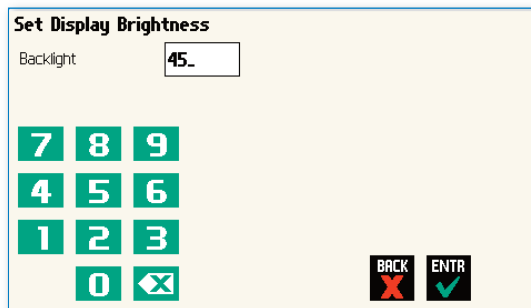 Set Display Brightness
Backlight 45_
7 8 9
4 5 6
1 2 3
0 X
BACK ENTR